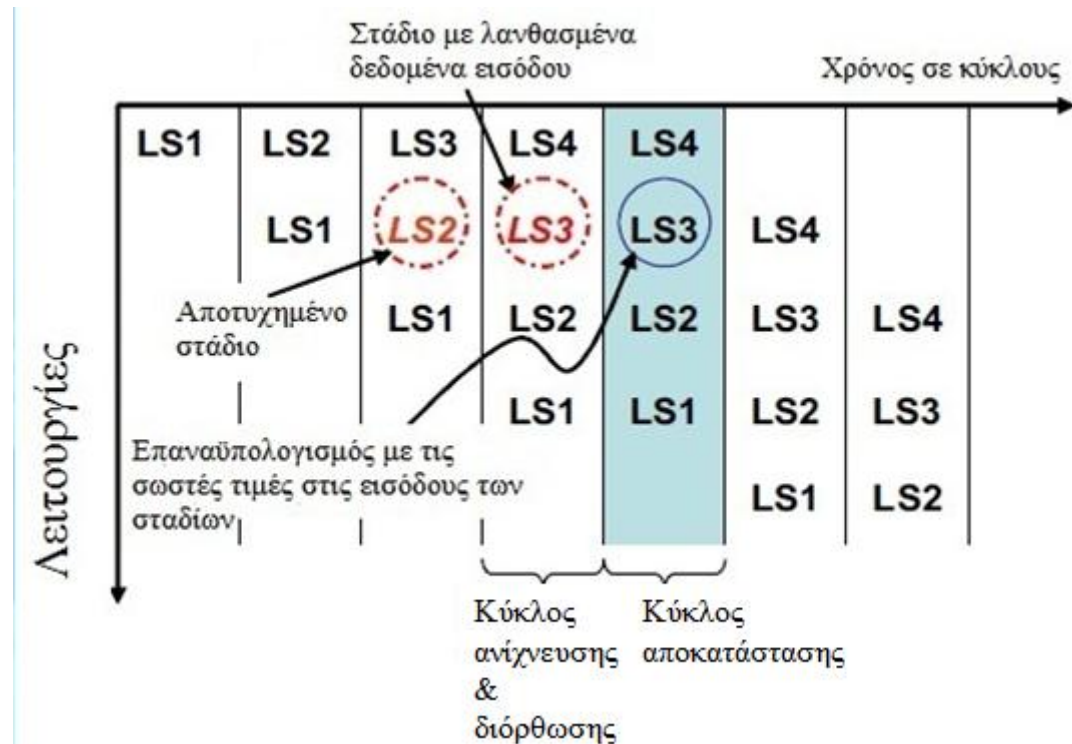 Στάδιο με λανθασμένα
δεδομένα εισόδου
Χρόνος σε κύκλους
LS1 LS2 LS3 LS4 LS4
LS1 LS2 LS3 LS3 LS4
Αποτυχημένο
στάδιο
LS1 LS2 LS2 LS3 LS4
LS1 LS1 LS2 LS3
Επαναϋπολογισμός με τις
σωστές τιμές στις εισόδους των
σταδίων
LS1 LS2
Λειτουργίες
Κύκλος
ανίχνευσης
&
διόρθωσης
Κύκλος
αποκατάστασης